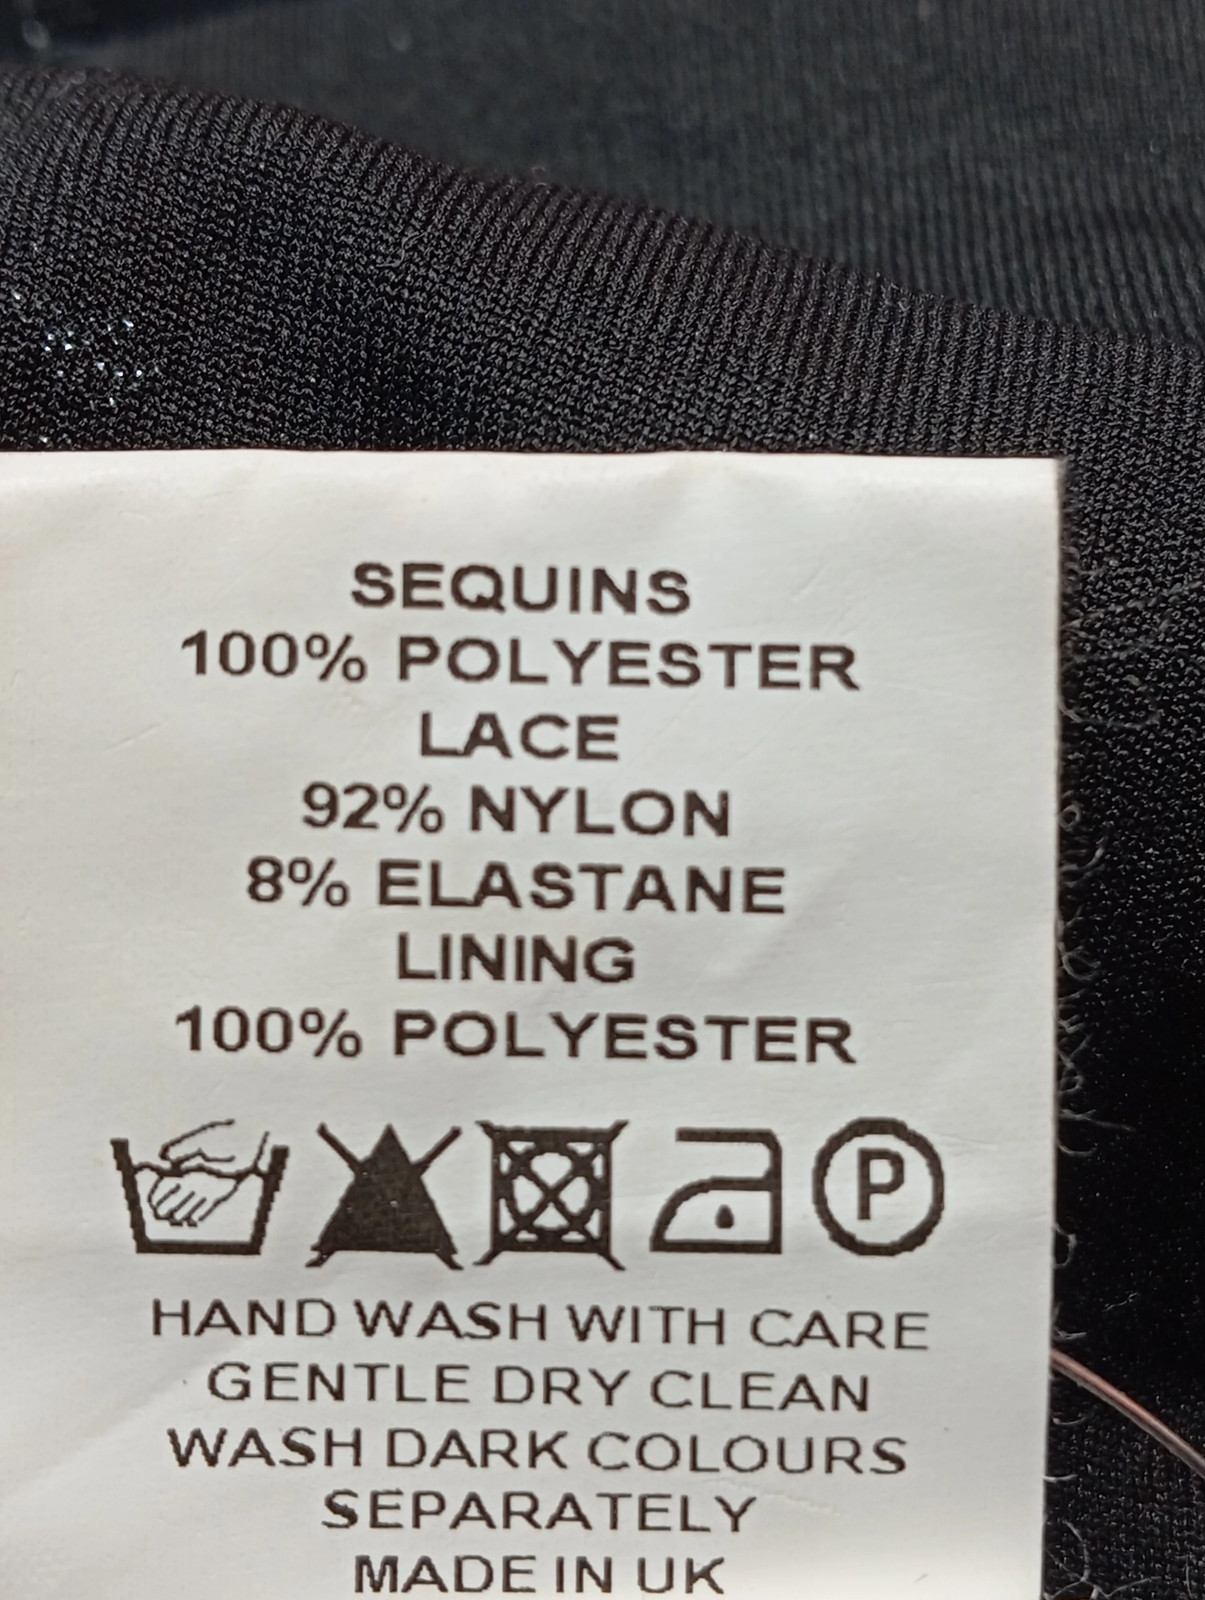 SEQUINS
100% POLYESTER
LACE
92% NYLON
8% ELASTANE
LINING
100% POLYESTER
P
HAND WASH WITH CARE
GENTLE DRY CLEAN
WASH DARK COLOURS
SEPARATELY
MADE IN UK